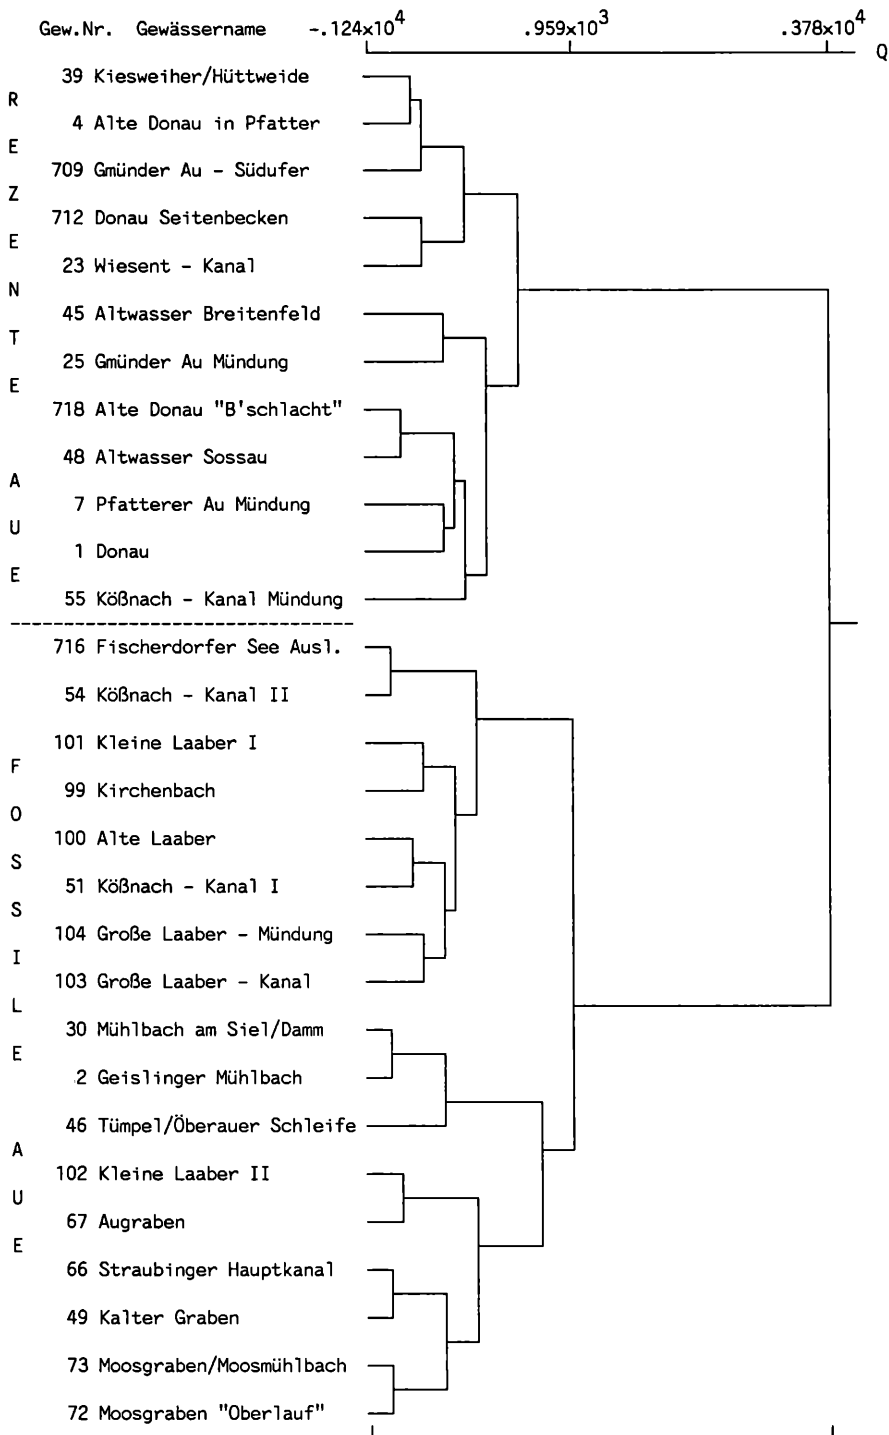 Gew.Nr. Gewässername -.124x10⁴ .959x10³ .378x10⁴
Q
39 Kiesweiher/Hüttweide
4 Alte Donau in Pfatter
709 Gmünder Au - Südufer
712 Donau Seitenbecken
23 Wiesent - Kanal
45 Altwasser Breitenfeld
25 Gmünder Au Mündung
718 Alte Donau "B'schlacht"
48 Altwasser Sossau
7 Pfatterer Au Mündung
1 Donau
55 Kößnach - Kanal Mündung
REZENTE AUE
716 Fischerdorfer See Ausl.
54 Kößnach - Kanal II
101 Kleine Laaber I
99 Kirchenbach
100 Alte Laaber
51 Kößnach - Kanal I
104 Große Laaber - Mündung
103 Große Laaber - Kanal
30 Mühlbach am Siel/Damm
2 Geislinger Mühlbach
46 Tümpel/Öberauer Schleife
102 Kleine Laaber II
67 Augraben
66 Straubinger Hauptkanal
49 Kalter Graben
73 Moosgraben/Moosmühlbach
72 Moosgraben "Oberlauf"
FOSSILE AUE